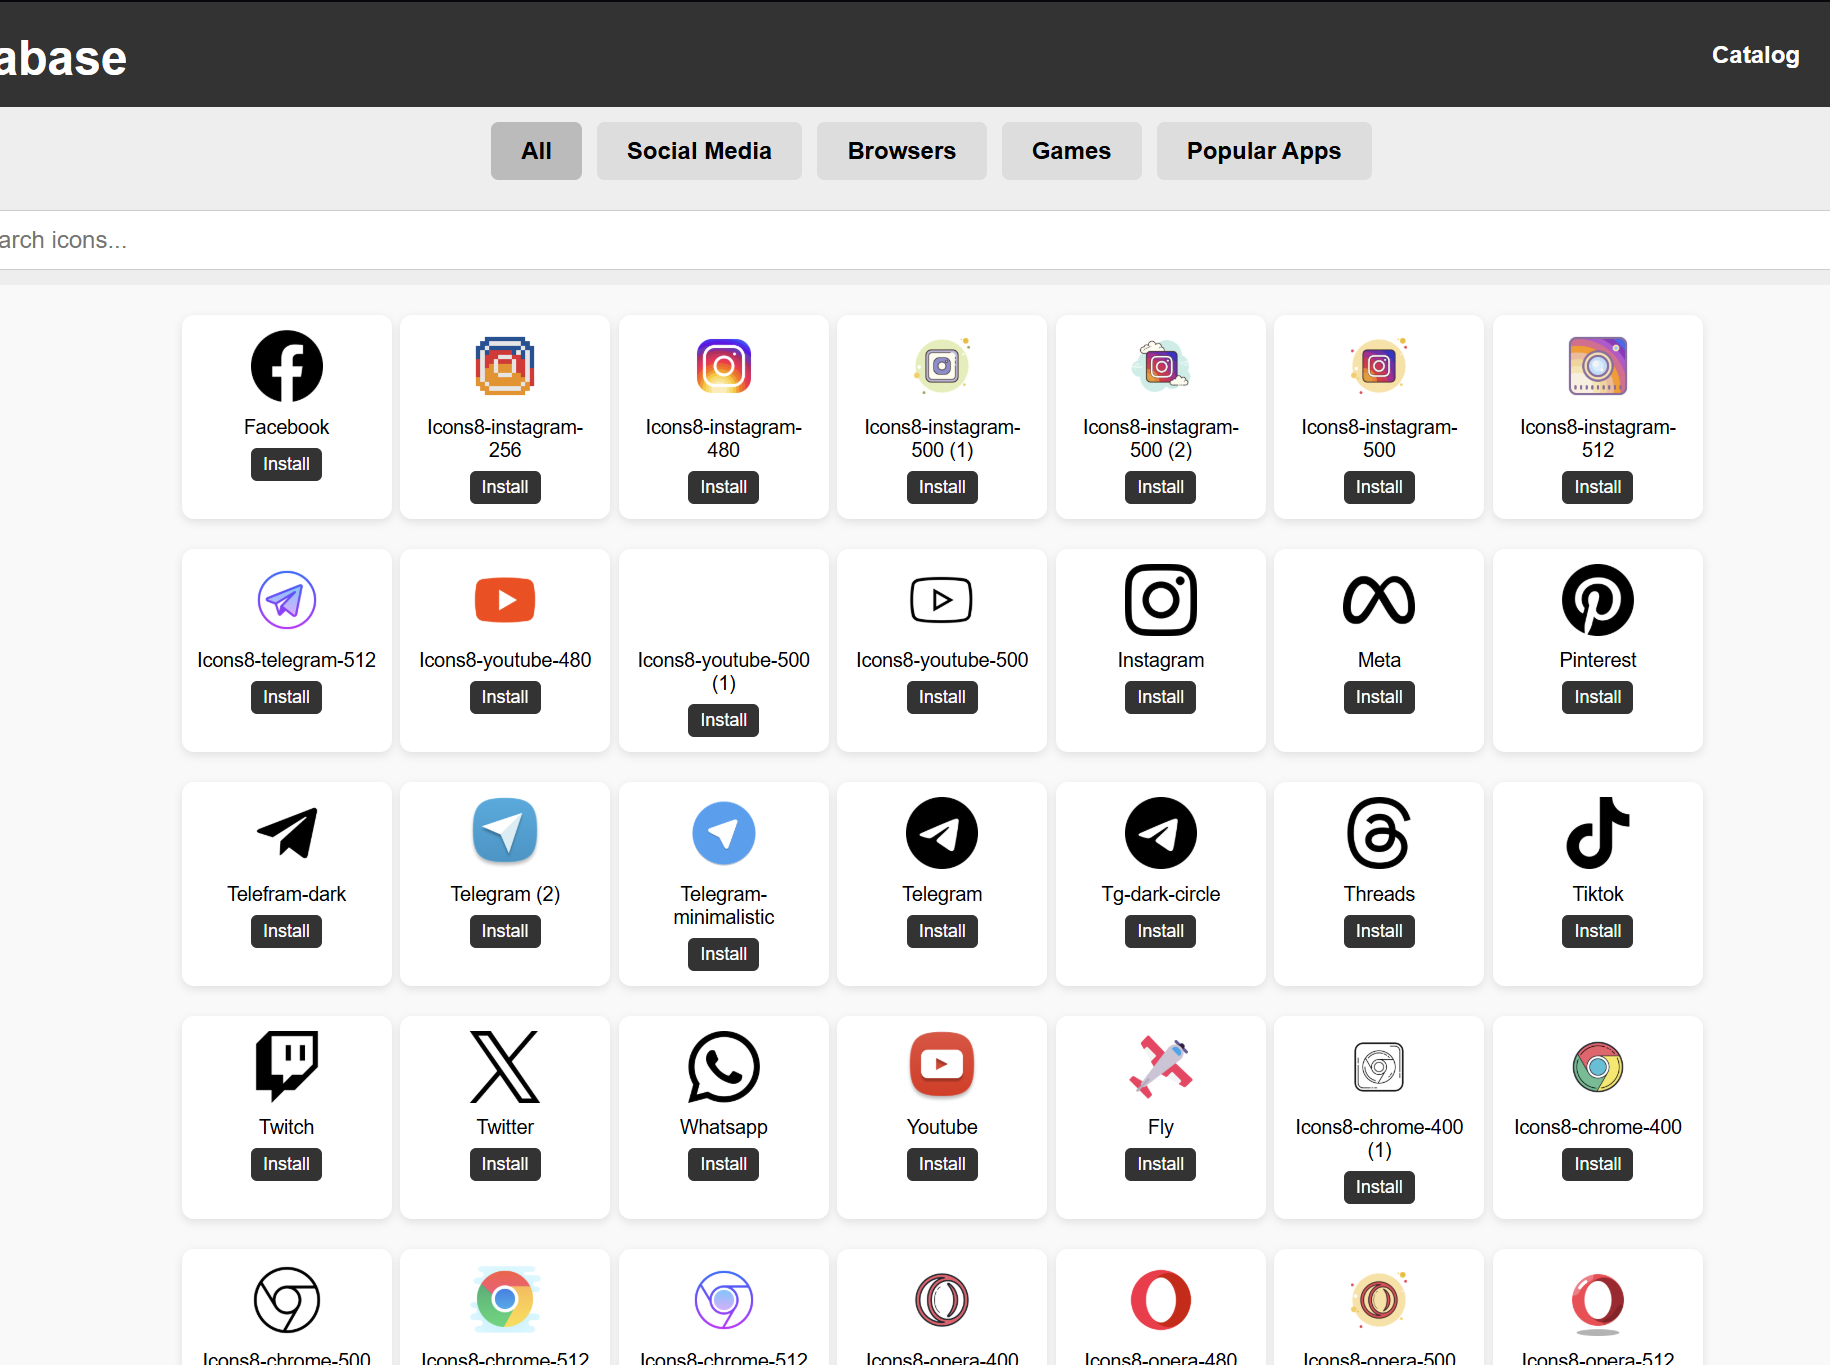 abase
Catalog
All
Social Media
Browsers
Games
Popular Apps
arch icons...
Facebook
Install
Icons8-instagram-
256
Install
Icons8-instagram-
480
Install
Icons8-instagram-
500 (1)
Install
Icons8-instagram-
500 (2)
Install
Icons8-instagram-
500
Install
Icons8-instagram-
512
Install
Icons8-telegram-512
Install
Icons8-youtube-480
Install
Icons8-youtube-500
(1)
Install
Icons8-youtube-500
Install
Instagram
Install
Meta
Install
Pinterest
Install
Telefram-dark
Install
Telegram (2)
Install
Telegram-
minimalistic
Install
Telegram
Install
Tg-dark-circle
Install
Threads
Install
Tiktok
Install
Twitch
Install
Twitter
Install
Whatsapp
Install
Youtube
Install
Fly
Install
Icons8-chrome-400
(1)
Install
Icons8-chrome-400
Install
Icons8-chrome-500
Icons8-chrome-512
Icons8-chrome-512
Icons8-opera-400
Icons8-opera-480
Icons8-opera-500
Icons8-opera-512